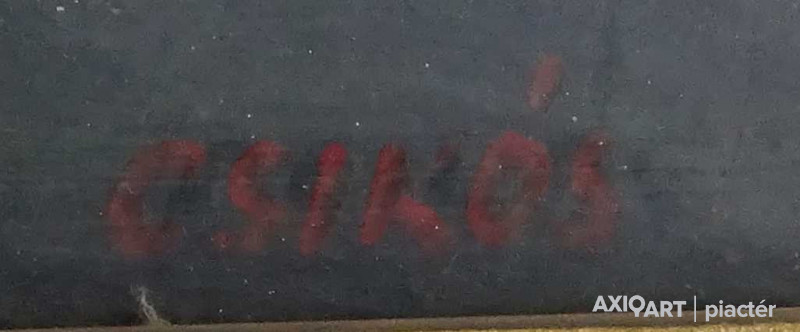 CSIKÓS
AXIOART | piactér